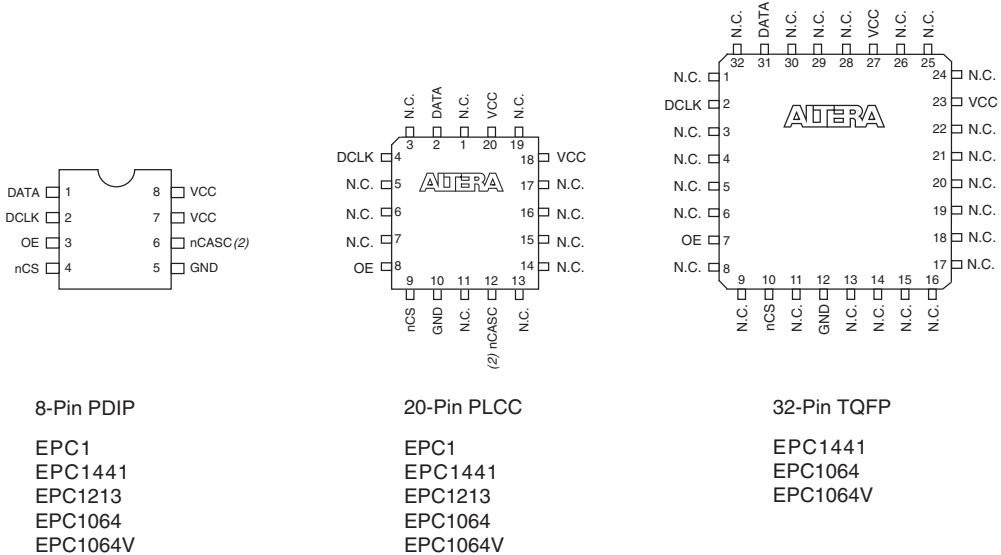 DATA 1 8 VCC
DCLK 2 7 VCC
OE 3 6 nCASC (2)
nCS 4 5 GND
8-Pin PDIP
EPC1
EPC1441
EPC1213
EPC1064
EPC1064V
N.C. DATA N.C. VCC N.C.
3 2 1 20 19
DCLK 4 18 VCC
N.C. 5 ALTERA 17 N.C.
N.C. 6 16 N.C.
N.C. 7 15 N.C.
OE 8 14 N.C.
9 10 11 12 13
nCS GND N.C. (2) nCASC N.C.
20-Pin PLCC
EPC1
EPC1441
EPC1213
EPC1064
EPC1064V
N.C. DATA N.C. N.C. N.C. VCC N.C. N.C.
32 31 30 29 28 27 26 25
N.C. 1 24 N.C.
DCLK 2 23 VCC
ALTERA
N.C. 3 22 N.C.
N.C. 4 21 N.C.
N.C. 5 20 N.C.
N.C. 6 19 N.C.
OE 7 18 N.C.
N.C. 8 17 N.C.
9 10 11 12 13 14 15 16
N.C. nCS N.C. GND N.C. N.C. N.C. N.C.
32-Pin TQFP
EPC1441
EPC1064
EPC1064V